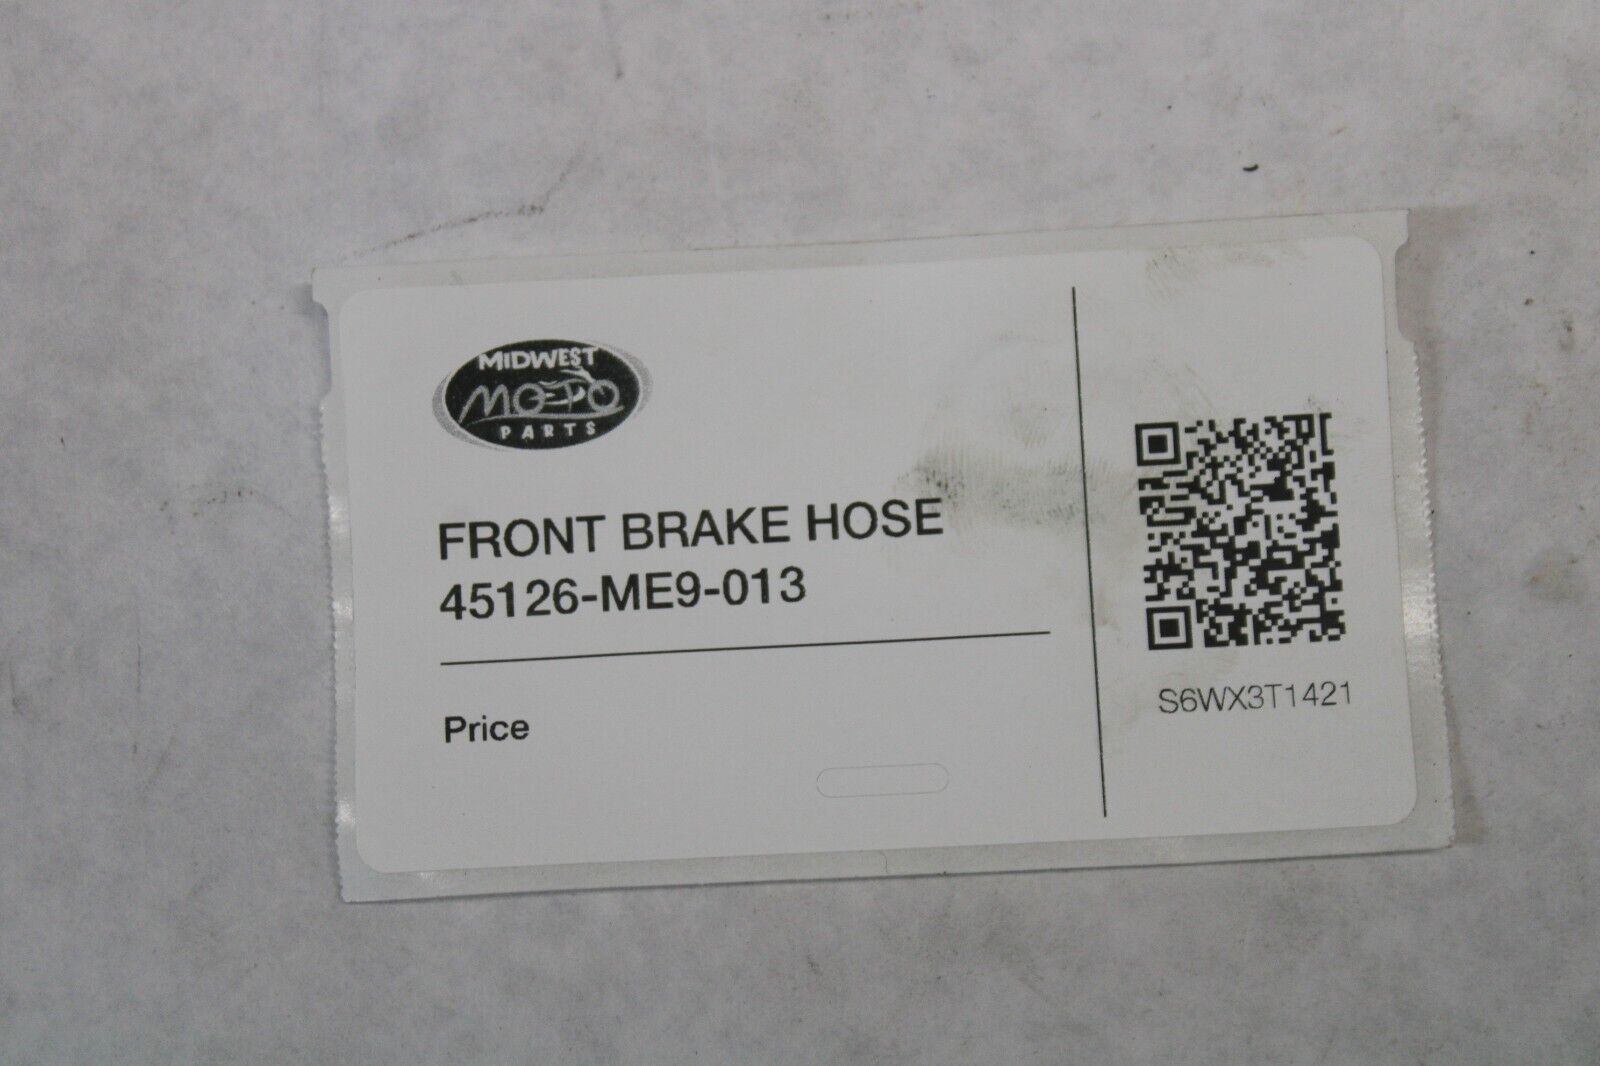 MIDWEST
MOTO
PARTS
FRONT BRAKE HOSE
45126-ME9-013
Price
S6WX3T1421